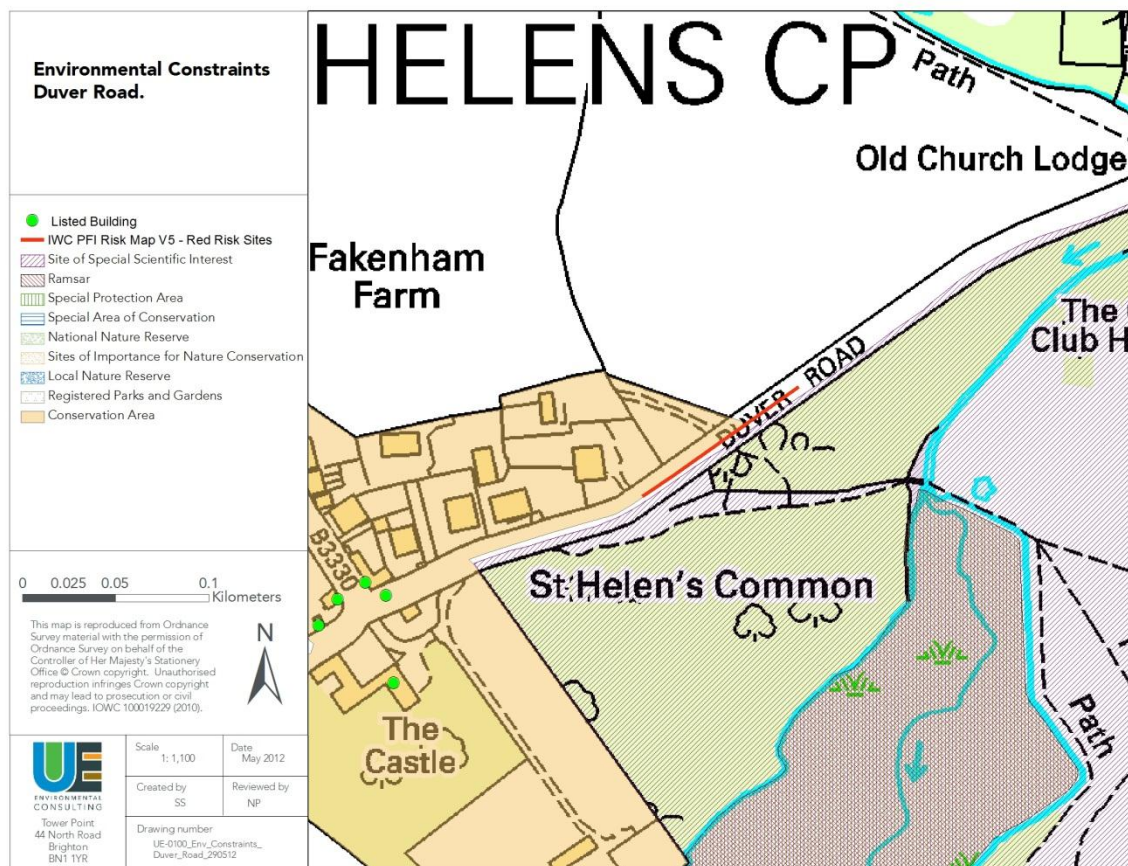 Environmental Constraints
Duver Road.
Listed Building
IWC PFI Risk Map V5 - Red Risk Sites
Site of Special Scientific Interest
Ramsar
Special Protection Area
Special Area of Conservation
National Nature Reserve
Sites of Importance for Nature Conservation
Local Nature Reserve
Registered Parks and Gardens
Conservation Area
0 0.025 0.05 0.1
Kilometers
This map is reproduced from Ordnance
Survey material with the permission of
Ordnance Survey on behalf of the
Controller of Her Majesty's Stationery
Office © Crown copyright. Unauthorised
reproduction infringes Crown copyright
and may lead to prosecution or civil
proceedings. IOWC 100019229 (2010).
N
UE
ENVIRONMENTAL
CONSULTING
Tower Point
44 North Road
Brighton
BN1 1YR
Scale
1: 1,100
Date
May 2012
Created by
SS
Reviewed by
NP
Drawing number
UE-0100_Env_Constraints_
Duver_Road_290512
HELENS CP
Path
Old Church Lodge
Fakenham
Farm
The
Club H
DUVER ROAD
B3330
St Helen's Common
The
Castle
Path